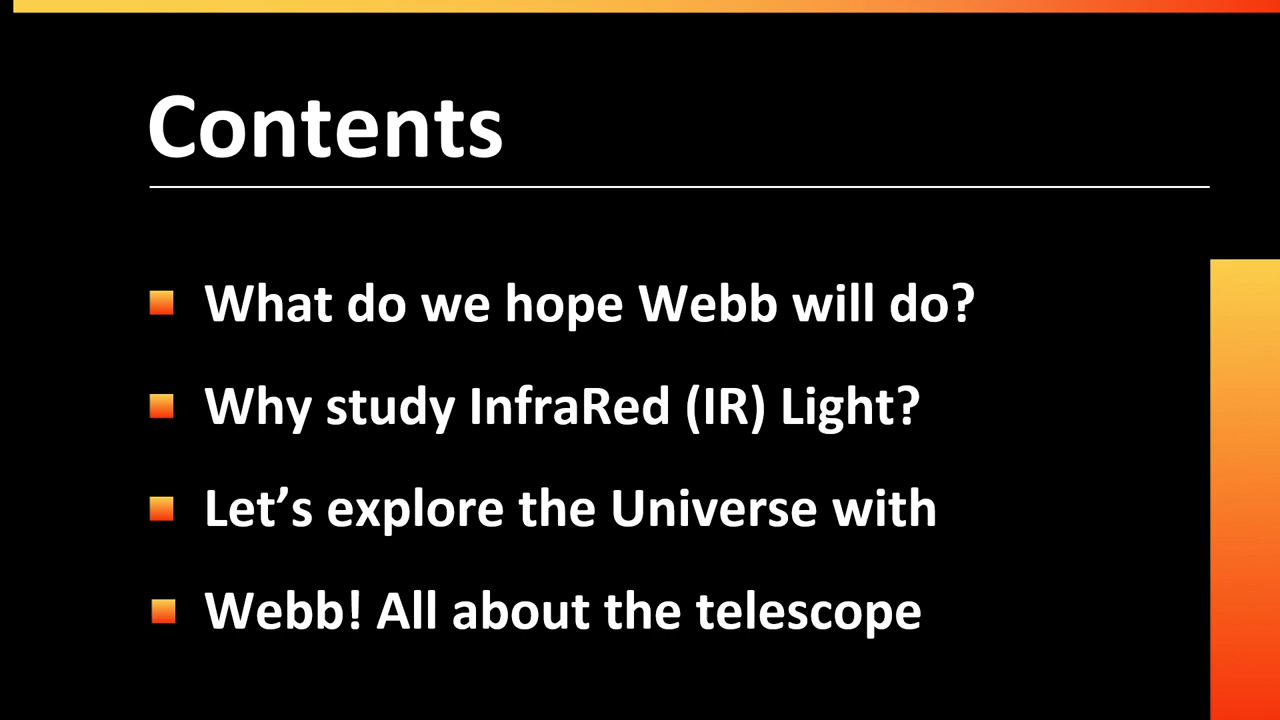 Contents
What do we hope Webb will do?
Why study InfraRed (IR) Light?
Let’s explore the Universe with
Webb! All about the telescope